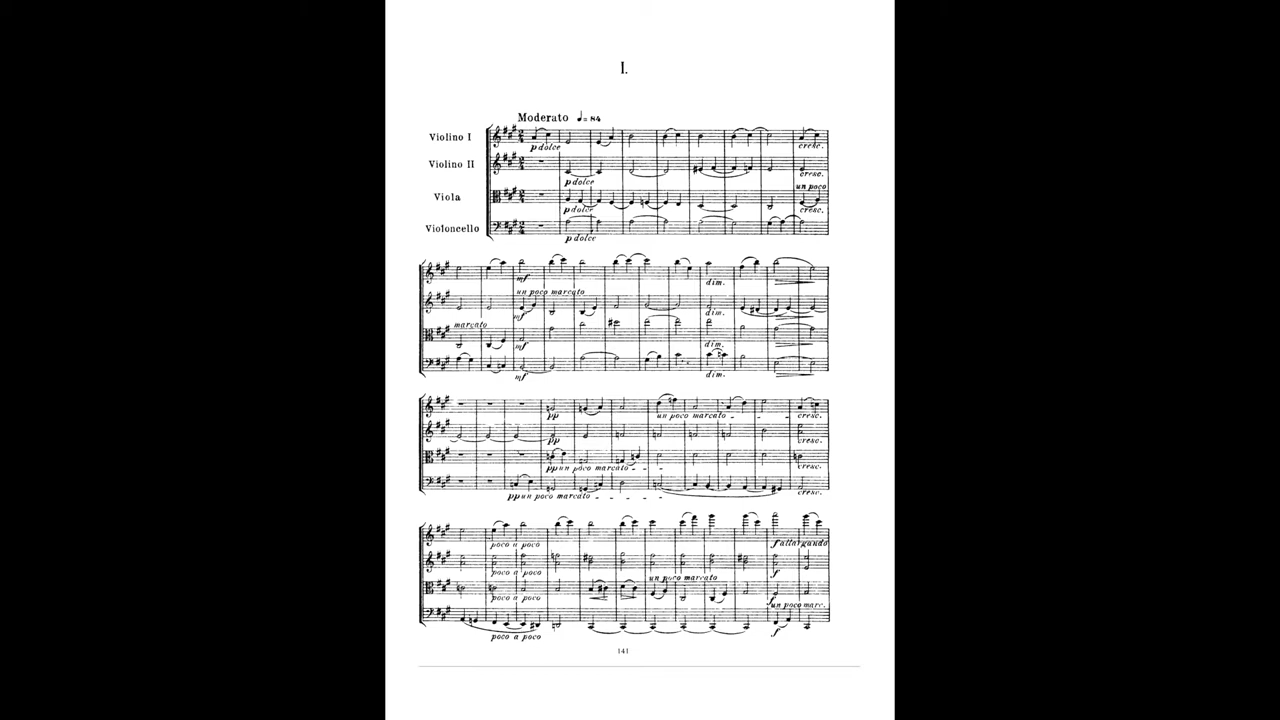 I.
Moderato ♩= 84
Violino I
p dolce
cresc.
Violino II
p dolce
cresc.
un poco
Viola
p dolce
cresc.
Violoncello
p dolce
mf
dim.
un poco marcato
mf
dim.
marcato
mf
dim.
mf
dim.
pp
un poco marcato
cresc.
pp
cresc.
pp un poco marcato
cresc.
pp un poco marcato
cresc.
poco a poco
f allargando
poco a poco
f
un poco marcato
poco a poco
f
un poco marc.
poco a poco
f
141